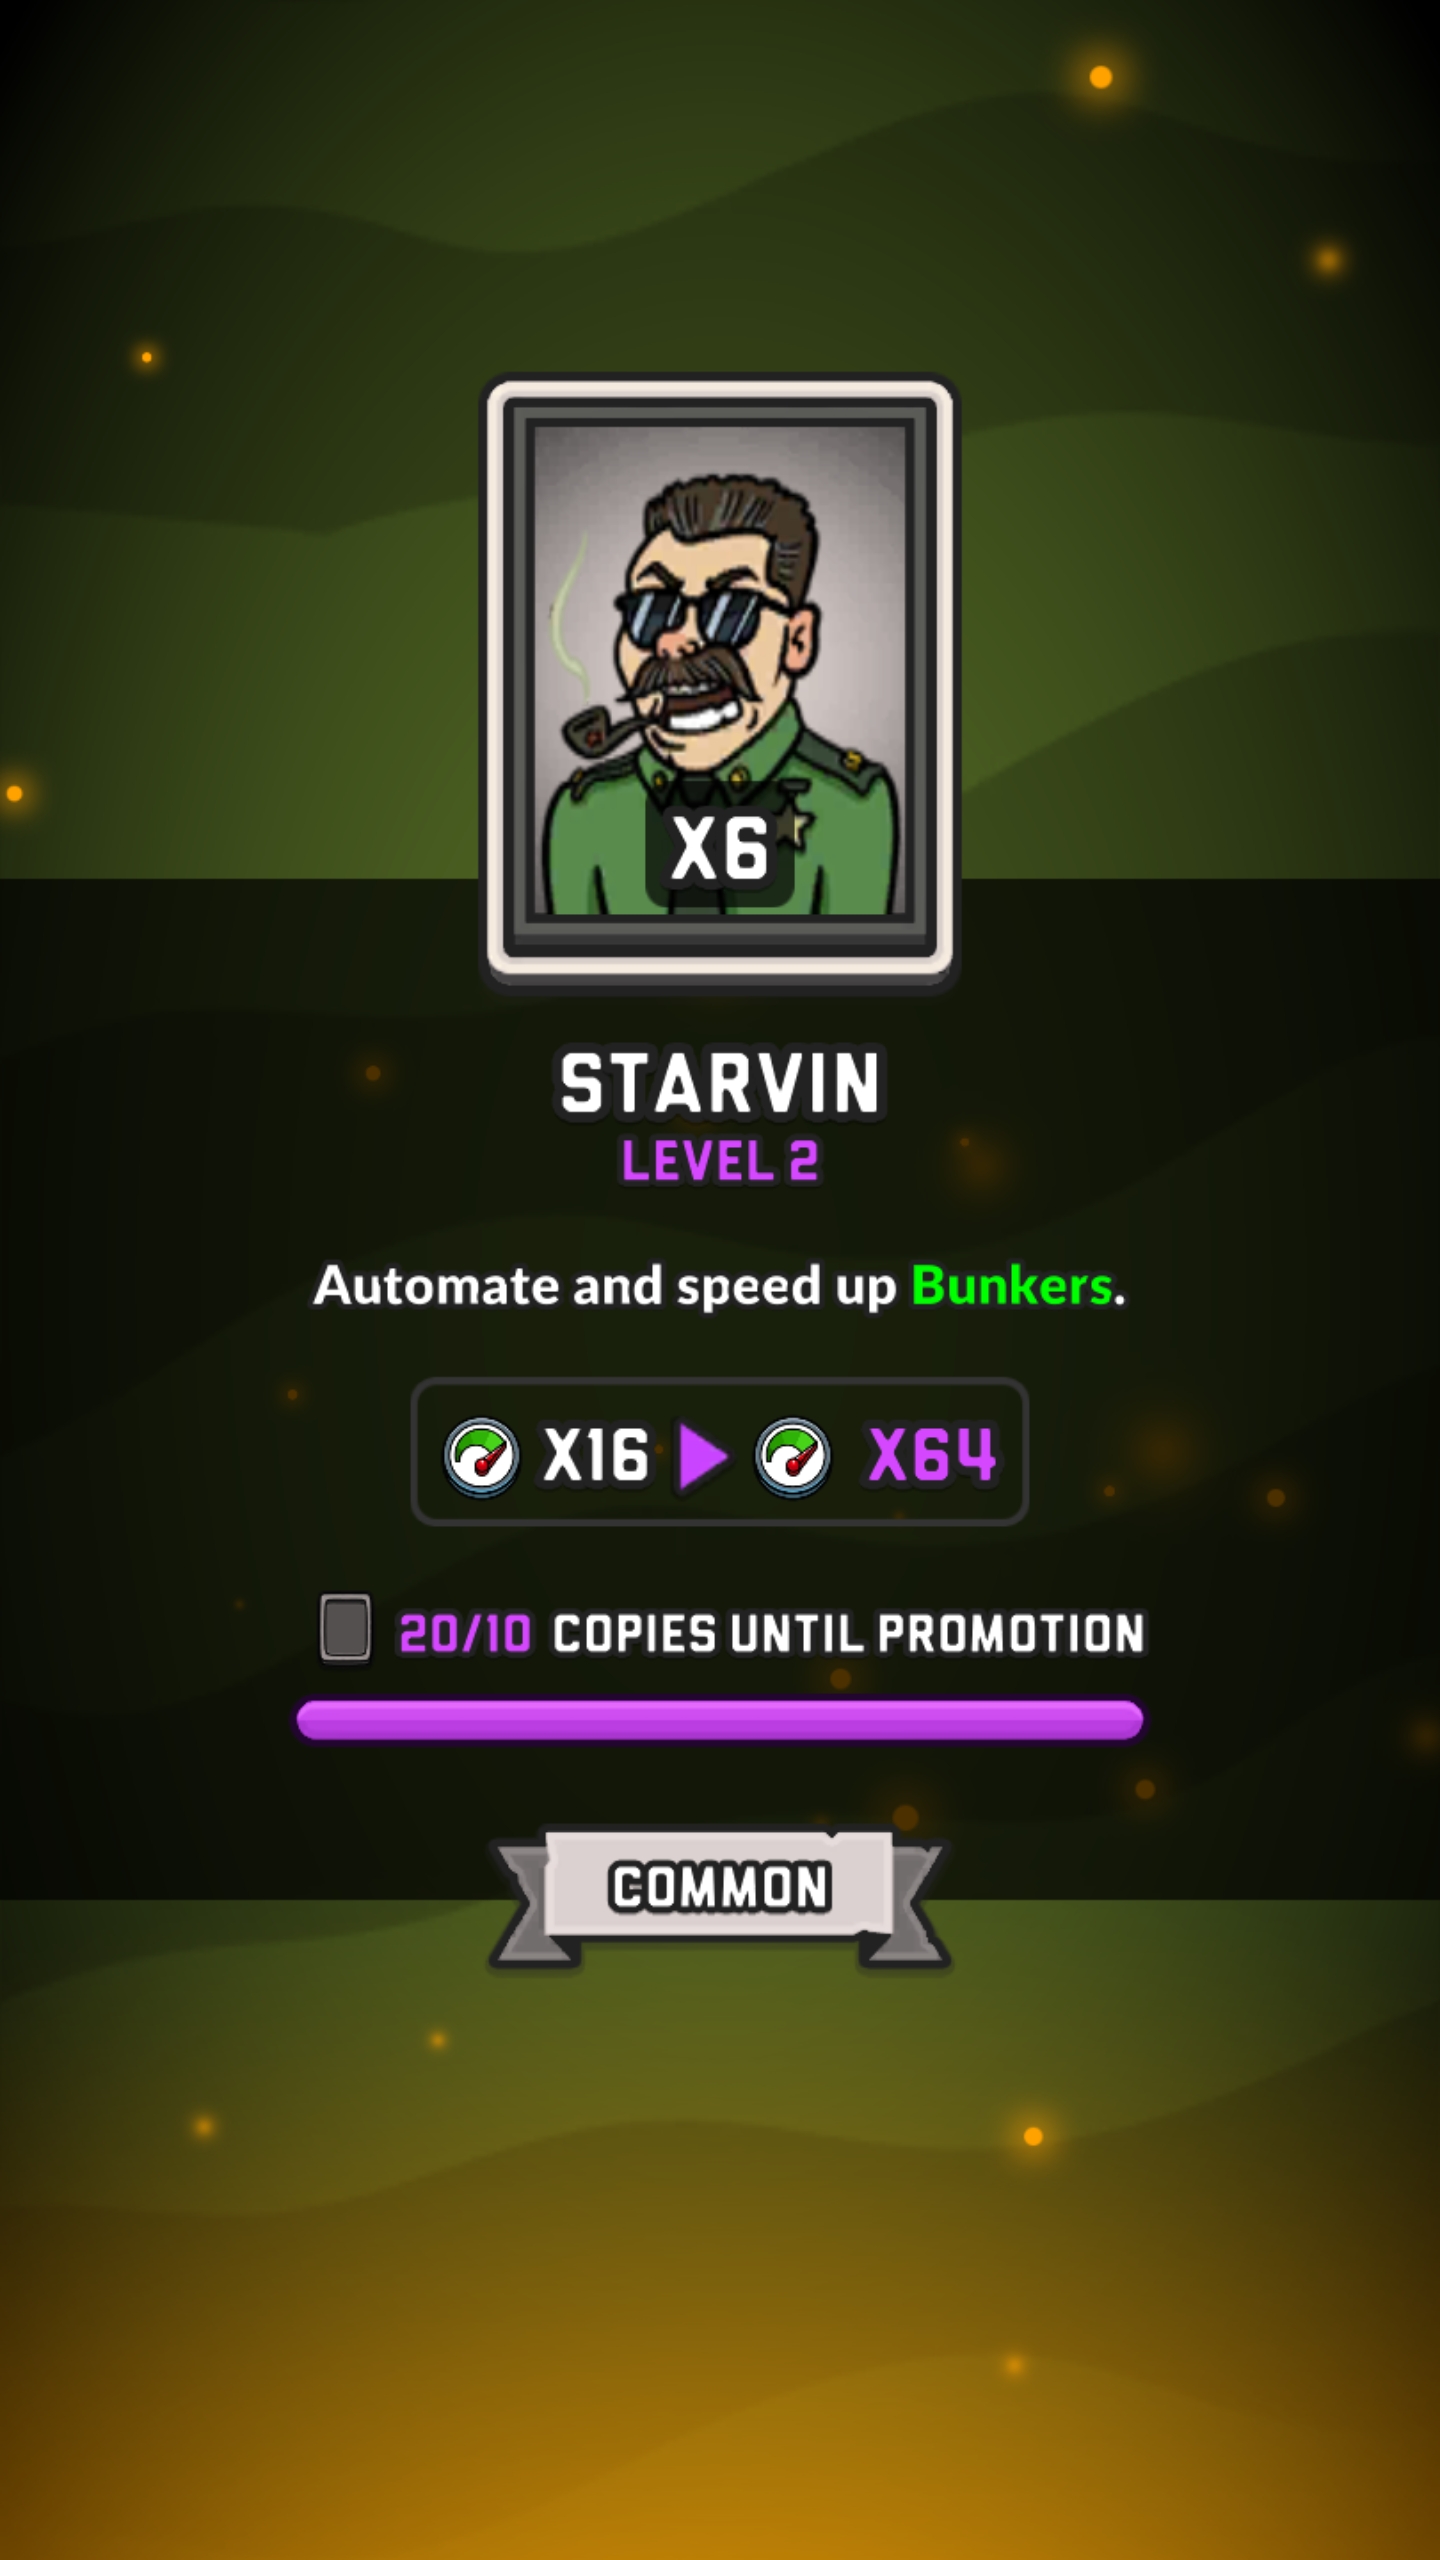 X6
STARVIN
LEVEL 2
Automate and speed up Bunkers.
X16 X64
20/10 COPIES UNTIL PROMOTION
COMMON